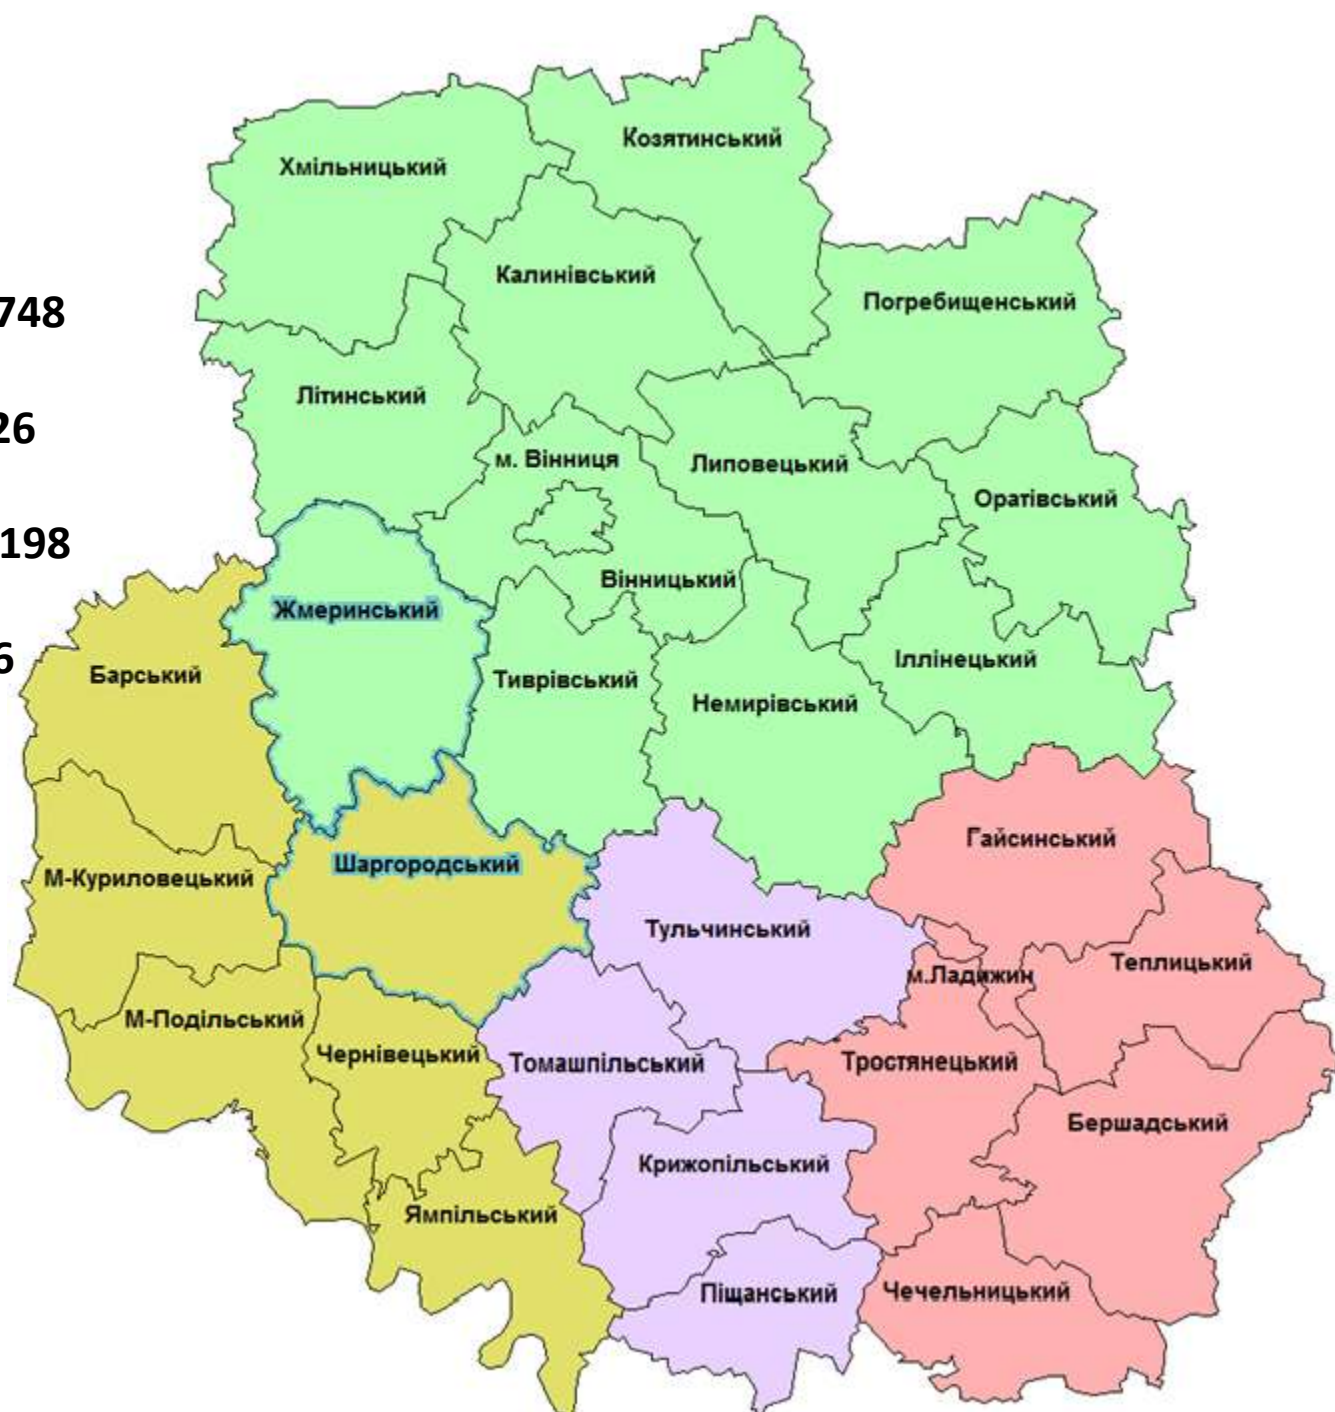 Козятинський
Хмільницький
Калинівський
Погребищенський
748
Літинський
26
м. Вінниця
Липовецький
Оратівський
198
Вінницький
Жмеринський
6
Барський
Тиврівський
Іллінецький
Немирівський
Гайсинський
Шаргородський
М-Куриловецький
Тульчинський
Теплицький
м.Ладижин
М-Подільський
Чернівецький
Томашпільський
Тростянецький
Бершадський
Крижопільський
Ямпільський
Піщанський
Чечельницький